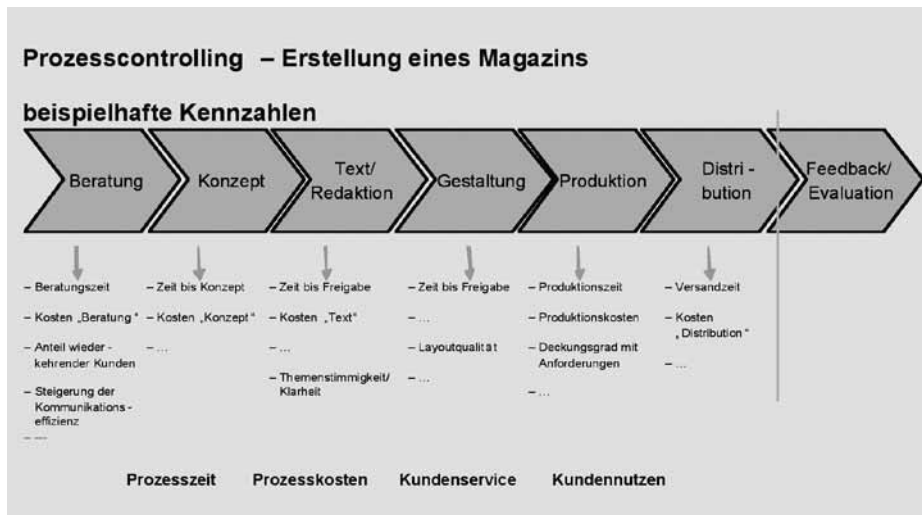 Prozesscontrolling – Erstellung eines Magazins
beispielhafte Kennzahlen
Beratung
Konzept
Text/
Redaktion
Gestaltung
Produktion
Distri -
bution
Feedback/
Evaluation
– Beratungszeit
– Kosten „Beratung “
– Anteil wieder -
kehrender Kunden
– Steigerung der
Kommunikations -
effizienz
– ...
– Zeit bis Konzept
– Kosten „Konzept“
– ...
– Zeit bis Freigabe
– Kosten „Text“
– ...
– Themenstimmigkeit/
Klarheit
– Zeit bis Freigabe
– ...
– Layoutqualität
– ...
– Produktionszeit
– Produktionskosten
– Deckungsgrad mit
Anforderungen
– ...
– Versandzeit
– Kosten
„Distribution “
– ...
Prozesszeit Prozesskosten Kundenservice Kundennutzen